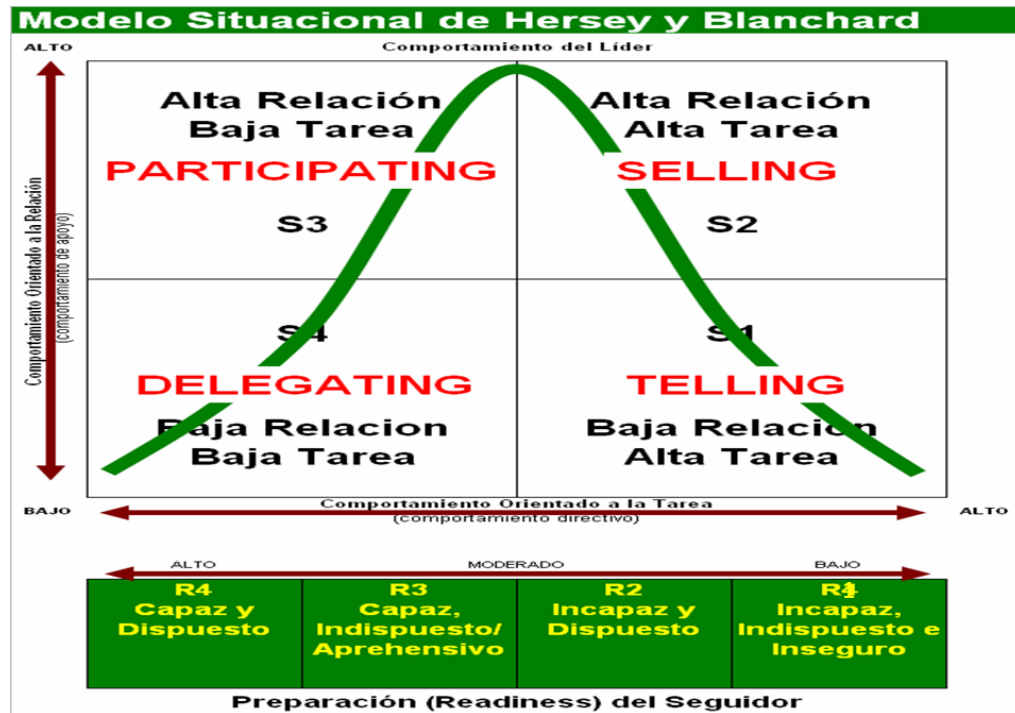 Modelo Situacional de Hersey y Blanchard
ALTO
Comportamiento del Líder
Alta Relación
Baja Tarea
PARTICIPATING
S3
Alta Relación
Alta Tarea
SELLING
S2
Comportamiento Orientado a la Relación
(comportamiento de apoyo)
S4
DELEGATING
Baja Relacion
Baja Tarea
S1
TELLING
Baja Relación
Alta Tarea
BAJO
Comportamiento Orientado a la Tarea
(comportamiento directivo)
ALTO
ALTO
MODERADO
BAJO
R4
Capaz y
Dispuesto
R3
Capaz,
Indispuesto/
Aprehensivo
R2
Incapaz y
Dispuesto
Incapaz,
Indispuesto e
Inseguro
Preparación (Readiness) del Seguidor